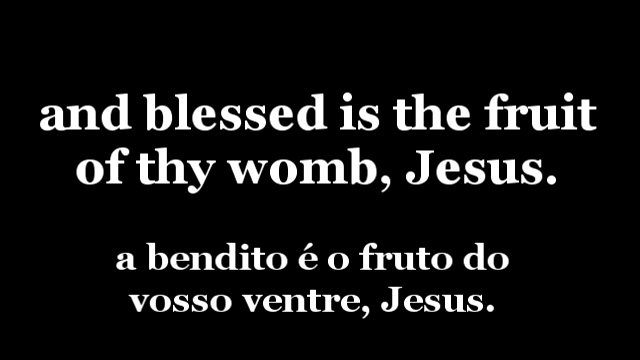 and blessed is the fruit
of thy womb, Jesus.
a bendito é o fruto do
vosso ventre, Jesus.